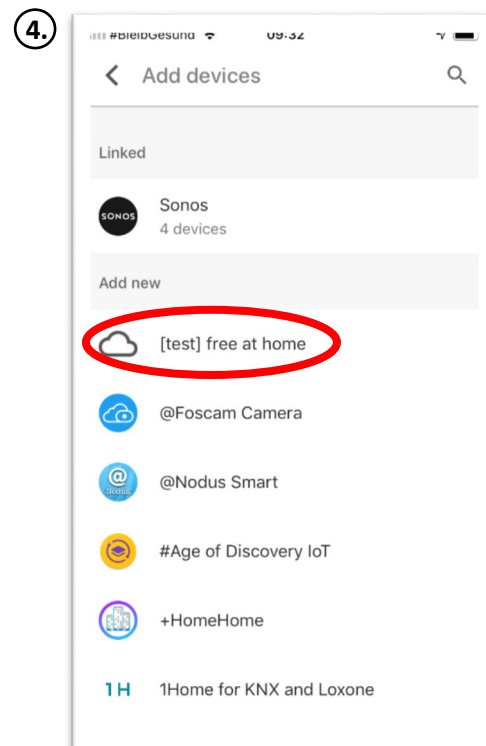 4.
#BleibGesund 09:32
Add devices
Linked
SONOS
Sonos
4 devices
Add new
[test] free at home
@Foscam Camera
@
Nodus
@Nodus Smart
#Age of Discovery IoT
+HomeHome
1H
1Home for KNX and Loxone